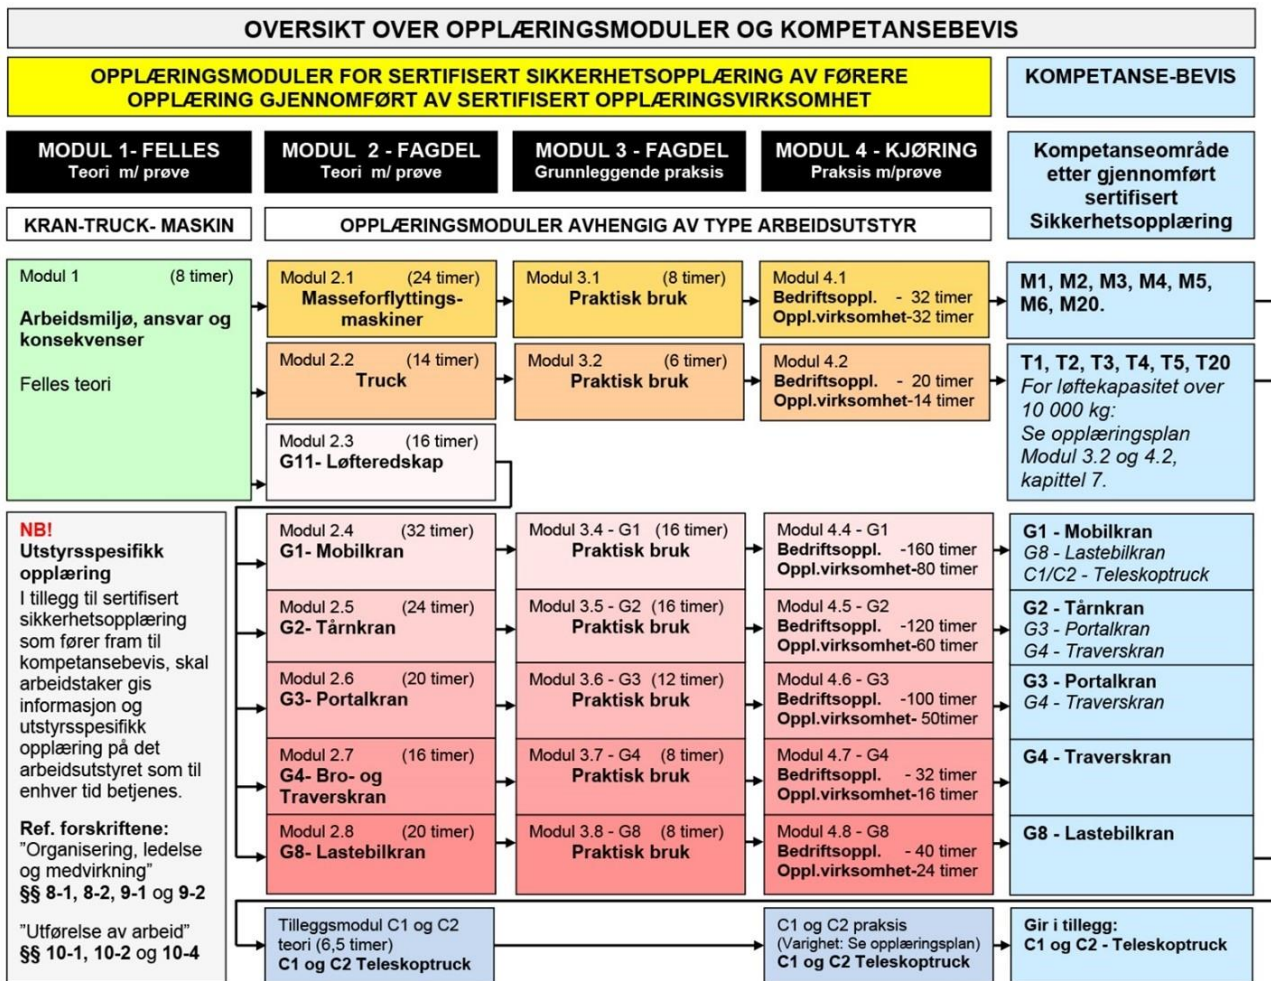 OVERSIKT OVER OPPLÆRINGSMODULER OG KOMPETANSEBEVIS
OPPLÆRINGSMODULER FOR SERTIFISERT SIKKERHETSOPPLÆRING AV FØRERE
OPPLÆRING GJENNOMFØRT AV SERTIFISERT OPPLÆRINGSVIRKSOMHET
KOMPETANSE-BEVIS
MODUL 1- FELLES
Teori m/ prøve
MODUL 2 - FAGDEL
Teori m/ prøve
MODUL 3 - FAGDEL
Grunnleggende praksis
MODUL 4 - KJØRING
Praksis m/prøve
Kompetanseområde
etter gjennomført
sertifisert
Sikkerhetsopplæring
KRAN-TRUCK- MASKIN
OPPLÆRINGSMODULER AVHENGIG AV TYPE ARBEIDSUTSTYR
Modul 1 (8 timer)
Arbeidsmiljø, ansvar og
konsekvenser
Felles teori
Modul 2.1 (24 timer)
Masseforflyttings-
maskiner
Modul 3.1 (8 timer)
Praktisk bruk
Modul 4.1
Bedriftsoppl. - 32 timer
Oppl.virksomhet-32 timer
M1, M2, M3, M4, M5,
M6, M20.
Modul 2.2 (14 timer)
Truck
Modul 3.2 (6 timer)
Praktisk bruk
Modul 4.2
Bedriftsoppl. - 20 timer
Oppl.virksomhet-14 timer
T1, T2, T3, T4, T5, T20
For løftekapasitet over
10 000 kg:
Se opplæringsplan
Modul 3.2 og 4.2,
kapittel 7.
Modul 2.3 (16 timer)
G11- Løfteredskap
NB!
Utstyrsspesifikk
opplæring
I tillegg til sertifisert
sikkerhetsopplæring
som fører fram til
kompetansebevis, skal
arbeidstaker gis
informasjon og
utstyrsspesifikk
opplæring på det
arbeidsutstyret som til
enhver tid betjenes.
Ref. forskriftene:
"Organisering, ledelse
og medvirkning"
§§ 8-1, 8-2, 9-1 og 9-2
"Utførelse av arbeid"
§§ 10-1, 10-2 og 10-4
Modul 2.4 (32 timer)
G1- Mobilkran
Modul 3.4 - G1 (16 timer)
Praktisk bruk
Modul 4.4 - G1
Bedriftsoppl. -160 timer
Oppl.virksomhet-80 timer
G1 - Mobilkran
G8 - Lastebilkran
C1/C2 - Teleskoptruck
Modul 2.5 (24 timer)
G2- Tårnkran
Modul 3.5 - G2 (16 timer)
Praktisk bruk
Modul 4.5 - G2
Bedriftsoppl. -120 timer
Oppl.virksomhet-60 timer
G2 - Tårnkran
G3 - Portalkran
G4 - Traverskran
Modul 2.6 (20 timer)
G3- Portalkran
Modul 3.6 - G3 (12 timer)
Praktisk bruk
Modul 4.6 - G3
Bedriftsoppl. -100 timer
Oppl.virksomhet- 50timer
G3 - Portalkran
G4 - Traverskran
Modul 2.7 (16 timer)
G4- Bro- og
Traverskran
Modul 3.7 - G4 (8 timer)
Praktisk bruk
Modul 4.7 - G4
Bedriftsoppl. - 32 timer
Oppl.virksomhet-16 timer
G4 - Traverskran
Modul 2.8 (20 timer)
G8- Lastebilkran
Modul 3.8 - G8 (8 timer)
Praktisk bruk
Modul 4.8 - G8
Bedriftsoppl. - 40 timer
Oppl.virksomhet-24 timer
G8 - Lastebilkran
Tilleggsmodul C1 og C2
teori (6,5 timer)
C1 og C2 Teleskoptruck
C1 og C2 praksis
(Varighet: Se opplæringsplan)
C1 og C2 Teleskoptruck
Gir i tillegg:
C1 og C2 - Teleskoptruck